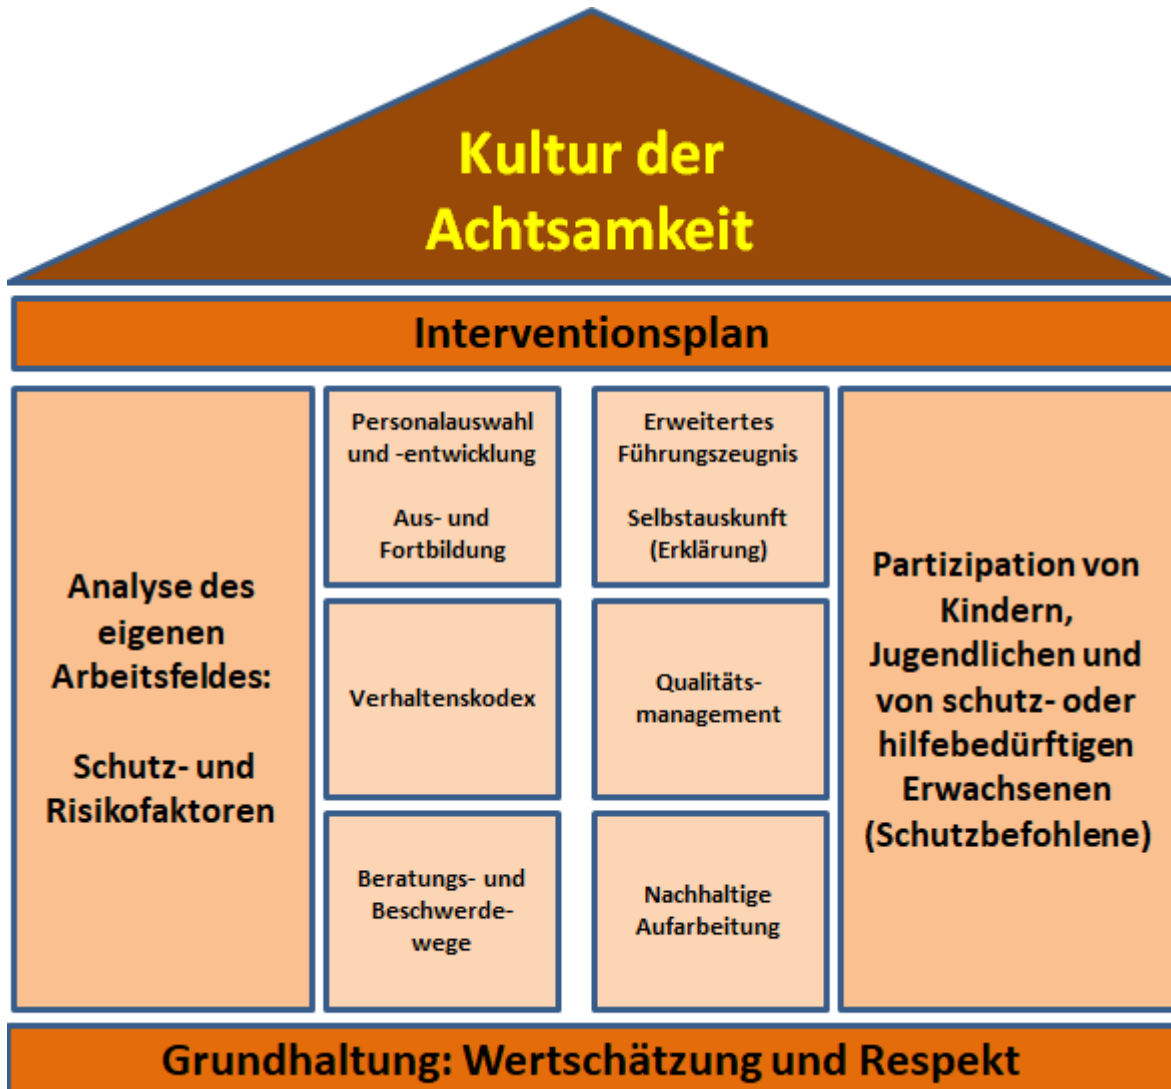 Kultur der
Achtsamkeit
Interventionsplan
Analyse des
eigenen
Arbeitsfeldes:
Schutz- und
Risikofaktoren
Personalauswahl
und -entwicklung
Aus- und
Fortbildung
Verhaltenskodex
Beratungs- und
Beschwerde-
wege
Erweitertes
Führungszeugnis
Selbstauskunft
(Erklärung)
Qualitäts-
management
Nachhaltige
Aufarbeitung
Partizipation von
Kindern,
Jugendlichen und
von schutz- oder
hilfebedürftigen
Erwachsenen
(Schutzbefohlene)
Grundhaltung: Wertschätzung und Respekt